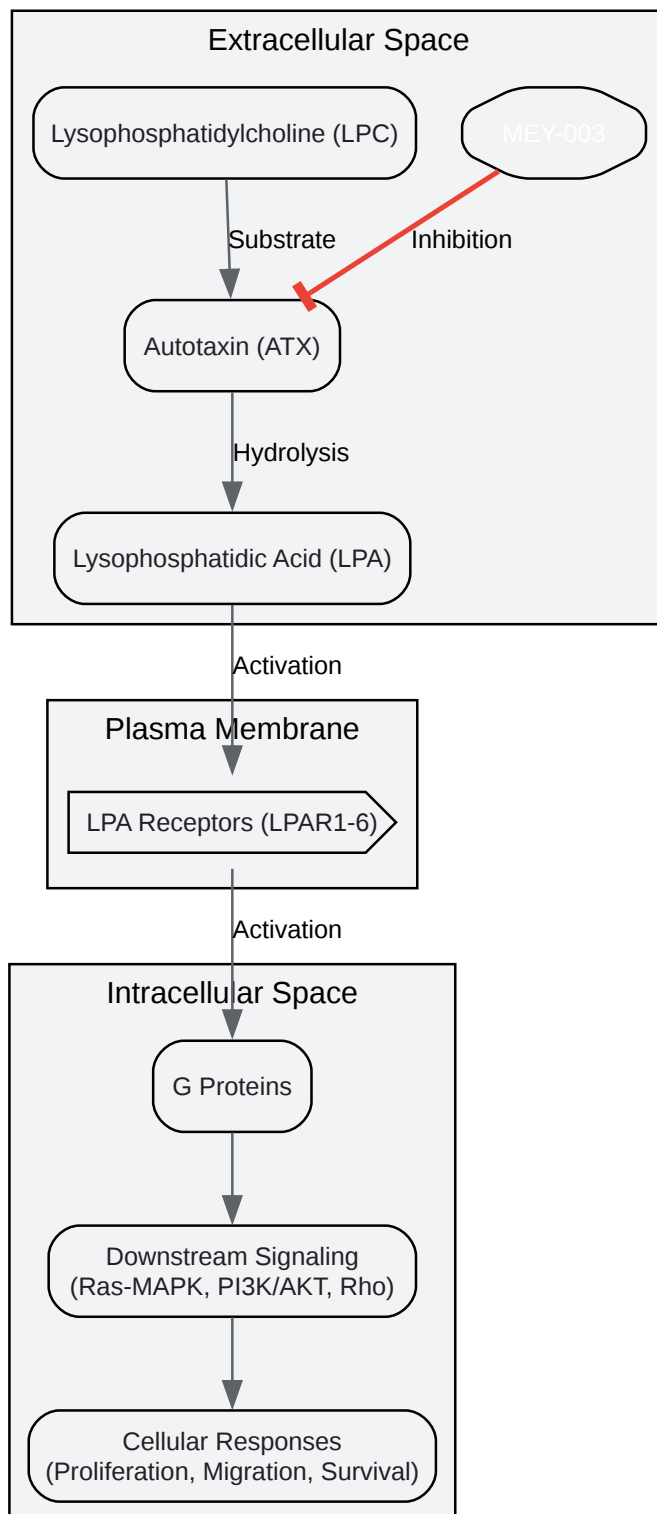 Extracellular Space
Lysophosphatidylcholine (LPC)
MEY-003
Substrate
Inhibition
Autotaxin (ATX)
Hydrolysis
Lysophosphatidic Acid (LPA)
Activation
Plasma Membrane
LPA Receptors (LPAR1-6)
Activation
Intracellular Space
G Proteins
Downstream Signaling
(Ras-MAPK, PI3K/AKT, Rho)
Cellular Responses
(Proliferation, Migration, Survival)